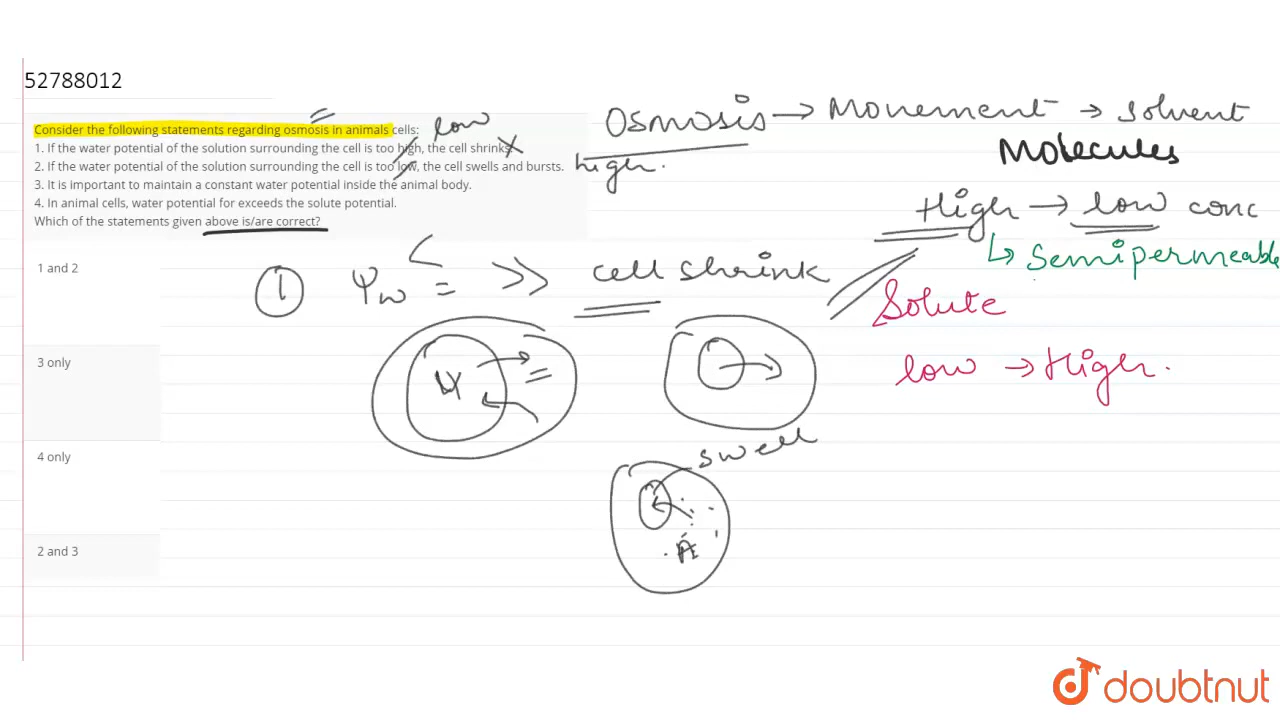 52788012
Consider the following statements regarding osmosis in animals cells:
low
1. If the water potential of the solution surrounding the cell is too high, the cell shrinks.
2. If the water potential of the solution surrounding the cell is too low, the cell swells and bursts.
high.
3. It is important to maintain a constant water potential inside the animal body.
4. In animal cells, water potential for exceeds the solute potential.
Which of the statements given above is/are correct?
1 and 2
3 only
4 only
2 and 3
Osmosis → Movement → Solvent
Molecules
High → low conc
↳ Semipermeable
Solute
low → High.
① Ψw = >> cell shrink
swell
doubtnut